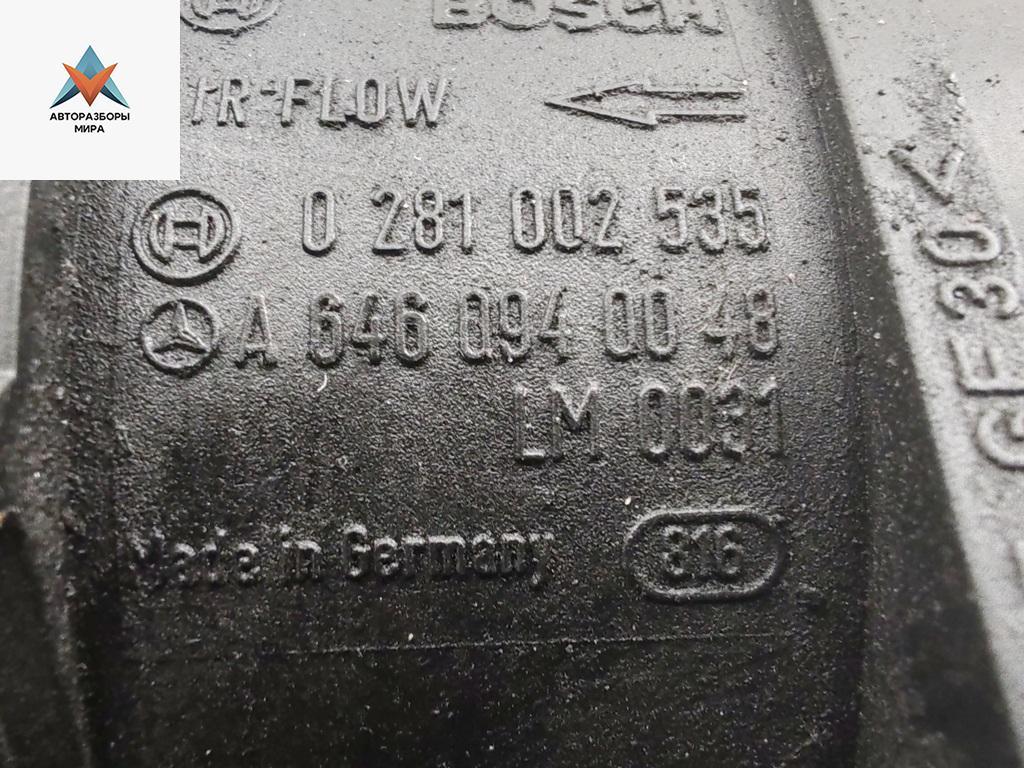 BOSCH
АВТОРАЗБОРЫ
МИРА
IR-FLOW
0 281 002 535
A 646 094 00 48
LM 0031
Made in Germany 816
GF30<